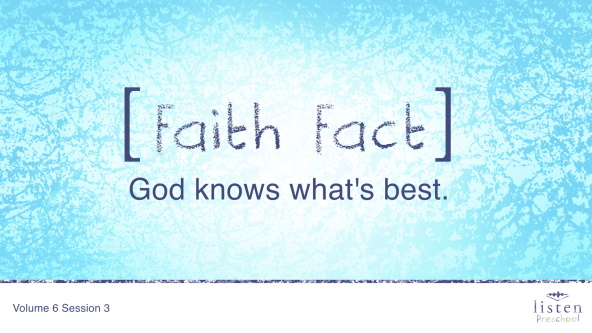 [Faith Fact]
God knows what's best.
Volume 6 Session 3
listen
Preschool